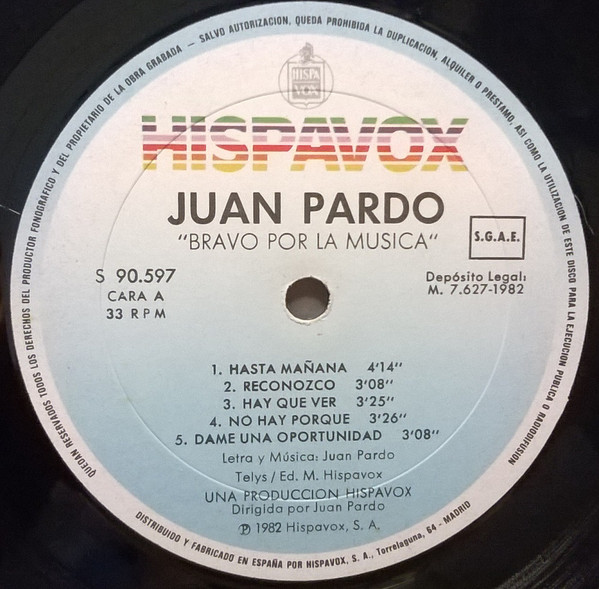 QUEDAN RESERVADOS TODOS LOS DERECHOS DEL PRODUCTOR FONOGRAFICO Y DEL PROPIETARIO DE LA OBRA GRABADA – SALVO AUTORIZACION, QUEDA PROHIBIDA LA DUPLICACION, ALQUILER O PRESTAMO, ASI COMO LA UTILIZACION DE ESTE DISCO PARA LA EJECUCION PUBLICA O RADIODIFUSION
HISPA
VOX
HISPAVOX
JUAN PARDO
"BRAVO POR LA MUSICA"
S.G.A.E.
S 90.597
CARA A
33 RPM
Depósito Legal:
M. 7.627-1982
1. HASTA MAÑANA 4'14''
2. RECONOZCO 3'08''
3. HAY QUE VER 3'25''
4. NO HAY PORQUE 3'26''
5. DAME UNA OPORTUNIDAD 3'08''
Letra y Música: Juan Pardo
Telys / Ed. M. Hispavox
UNA PRODUCCION HISPAVOX
Dirigida por Juan Pardo
℗ 1982 Hispavox, S. A.
DISTRIBUIDO Y FABRICADO EN ESPAÑA POR HISPAVOX, S. A., Torrelaguna, 64 - MADRID